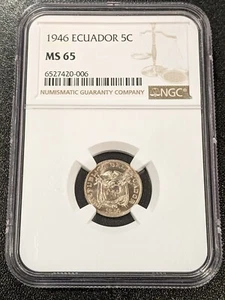 1946 ECUADOR 5C
MS 65
6527420-006
NUMISMATIC GUARANTY COMPANY
NGC